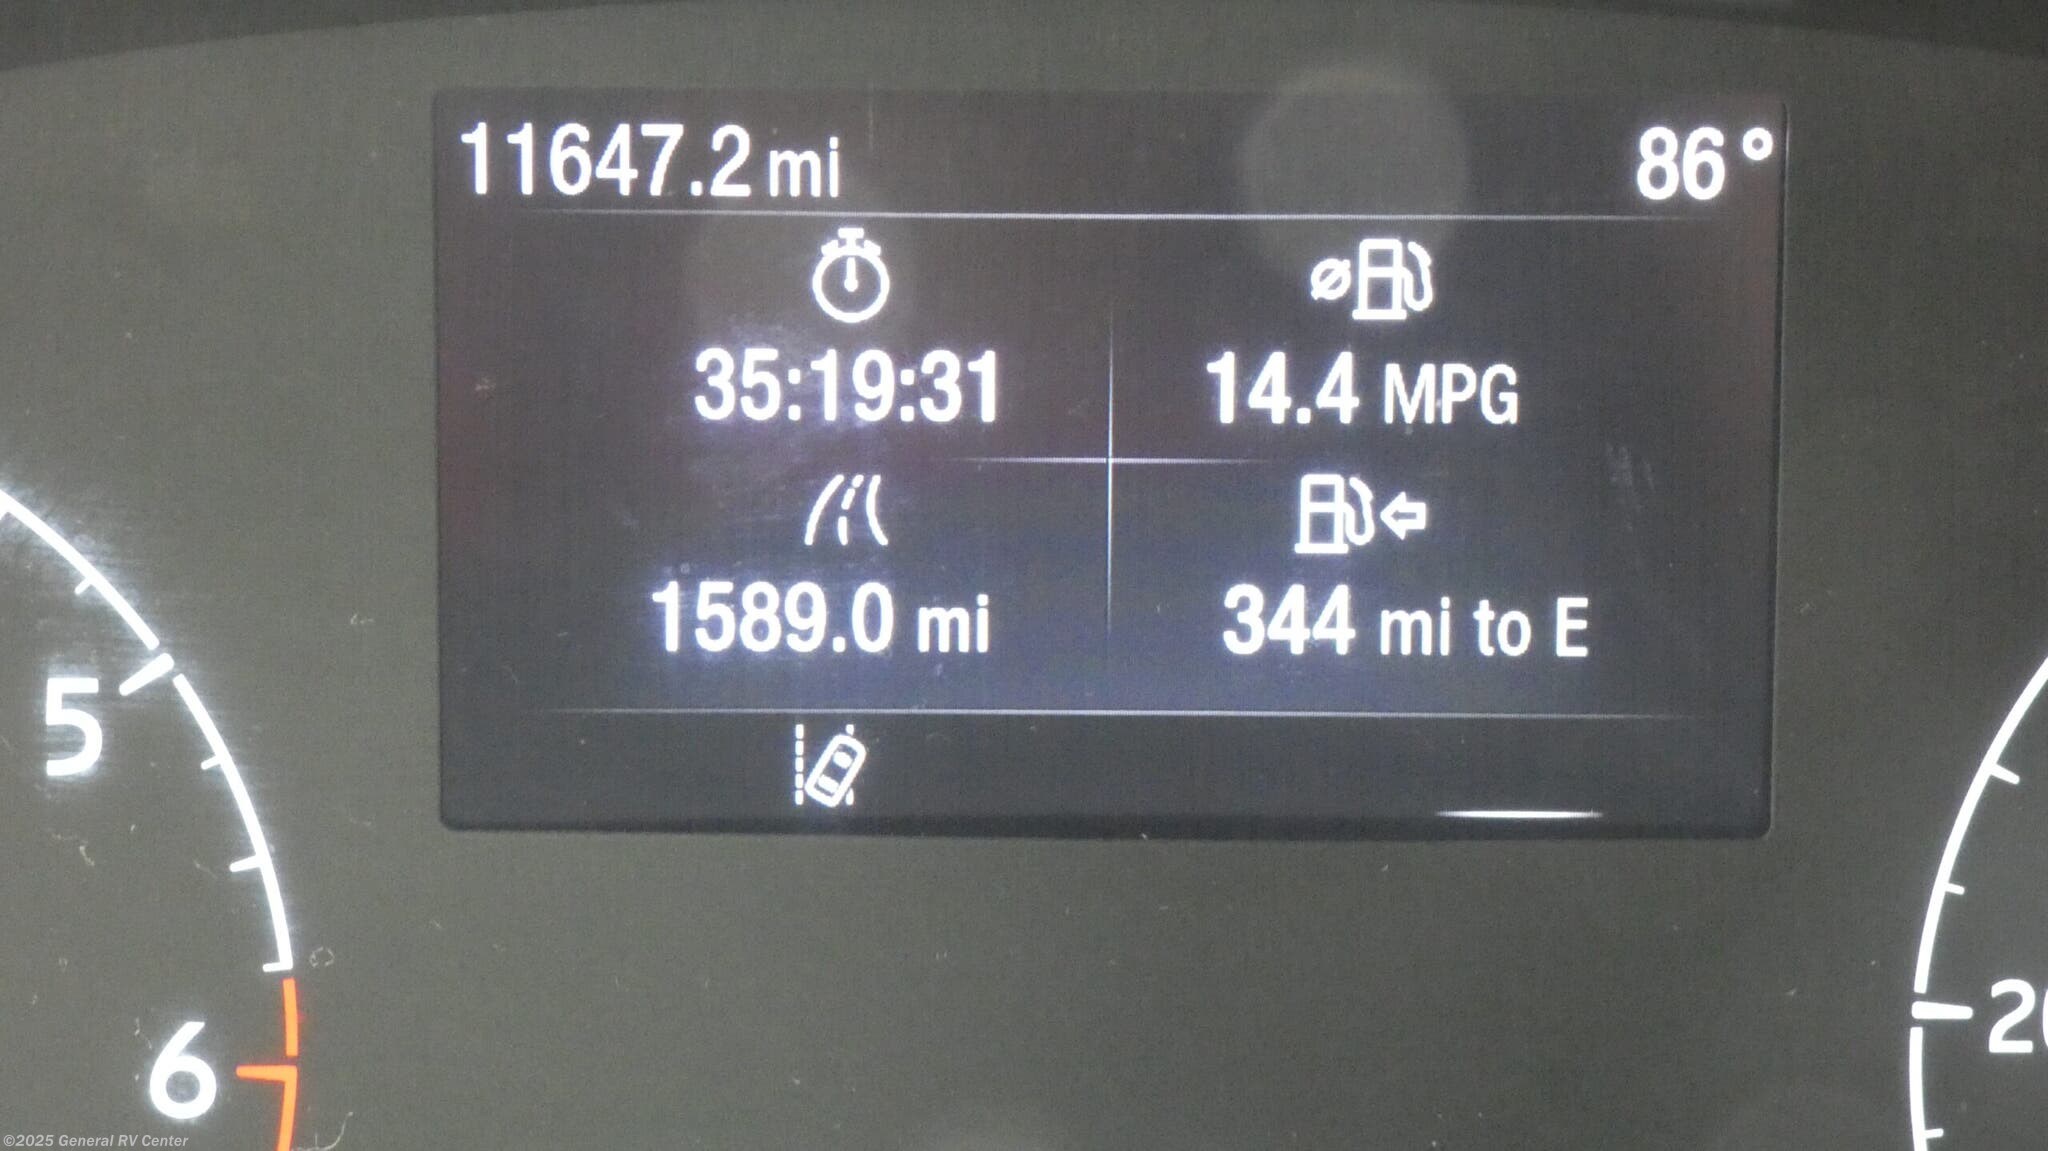 11647.2 mi 86°
35:19:31 14.4 MPG
1589.0 mi 344 mi to E
5
6
20
©2025 General RV Center